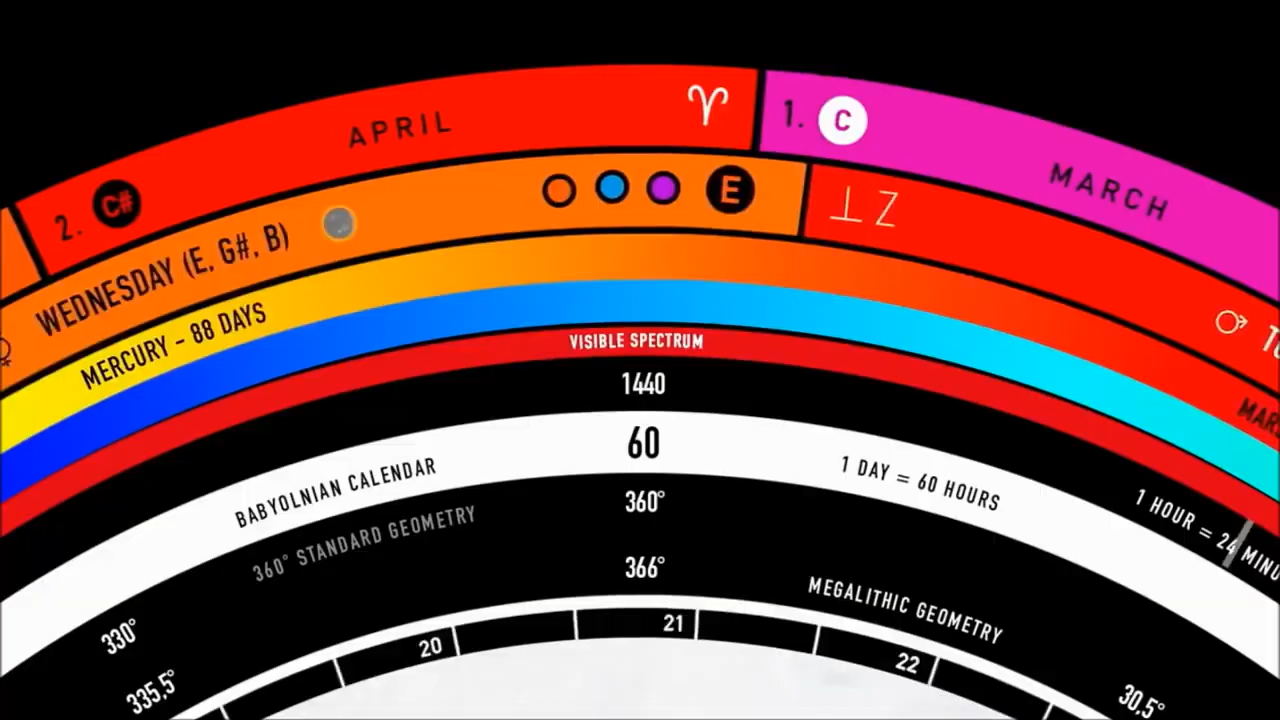 APRIL
♈
1. C
MARCH
2. C#
WEDNESDAY (E, G#, B)
E
Z
♂
MERCURY - 88 DAYS
VISIBLE SPECTRUM
1440
60
BABYOLNIAN CALENDAR
1 DAY = 60 HOURS
1 HOUR = 24
360° STANDARD GEOMETRY
360°
366°
MEGALITHIC GEOMETRY
330°
335,5°
30,5°
20
21
22